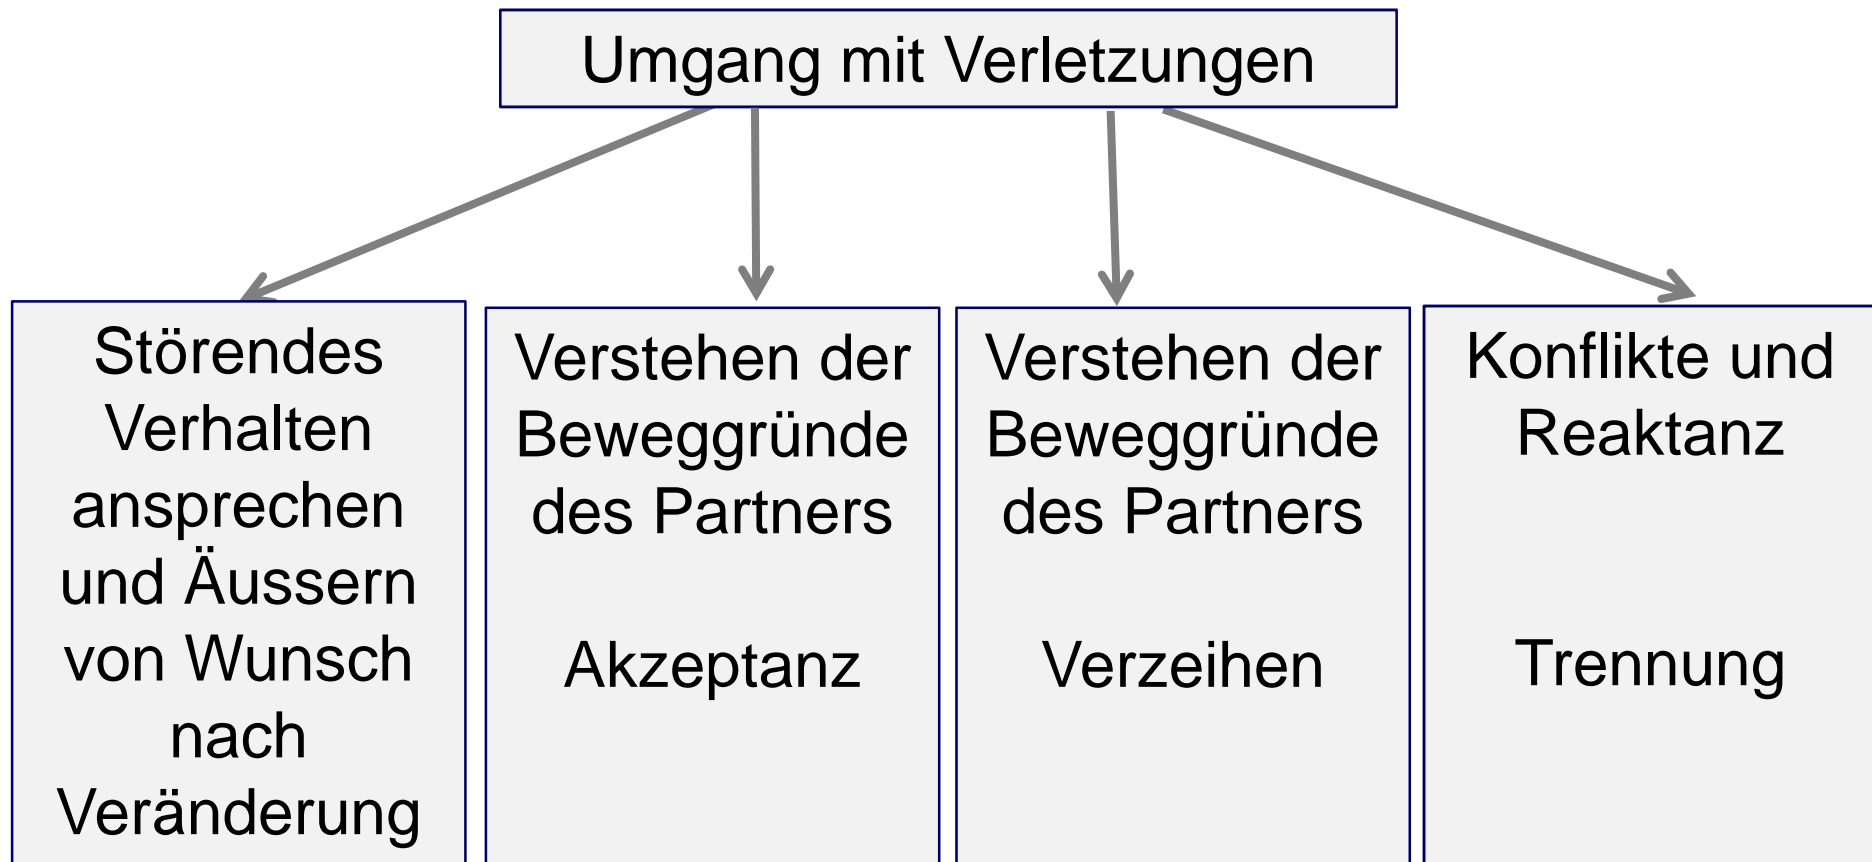 Umgang mit Verletzungen
Störendes
Verhalten
ansprechen
und Äussern
von Wunsch
nach
Veränderung
Verstehen der
Beweggründe
des Partners
Akzeptanz
Verstehen der
Beweggründe
des Partners
Verzeihen
Konflikte und
Reaktanz
Trennung